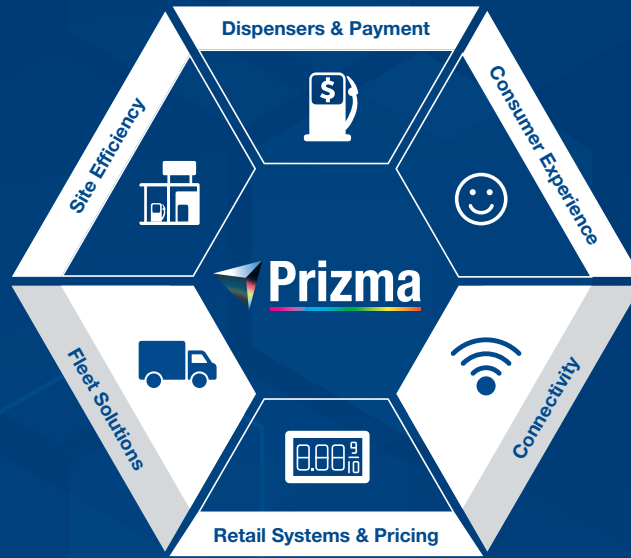 Dispensers & Payment
$
Site Efficiency
Consumer Experience
Prizma
Fleet Solutions
Connectivity
8.88 9/10
Retail Systems & Pricing